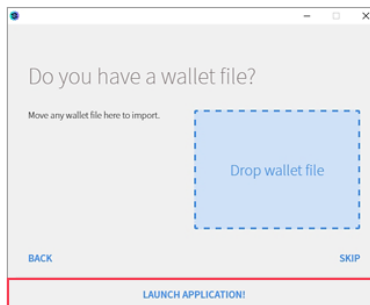 Do you have a wallet file?
Move any wallet file here to import.
Drop wallet file
BACK
SKIP
LAUNCH APPLICATION!